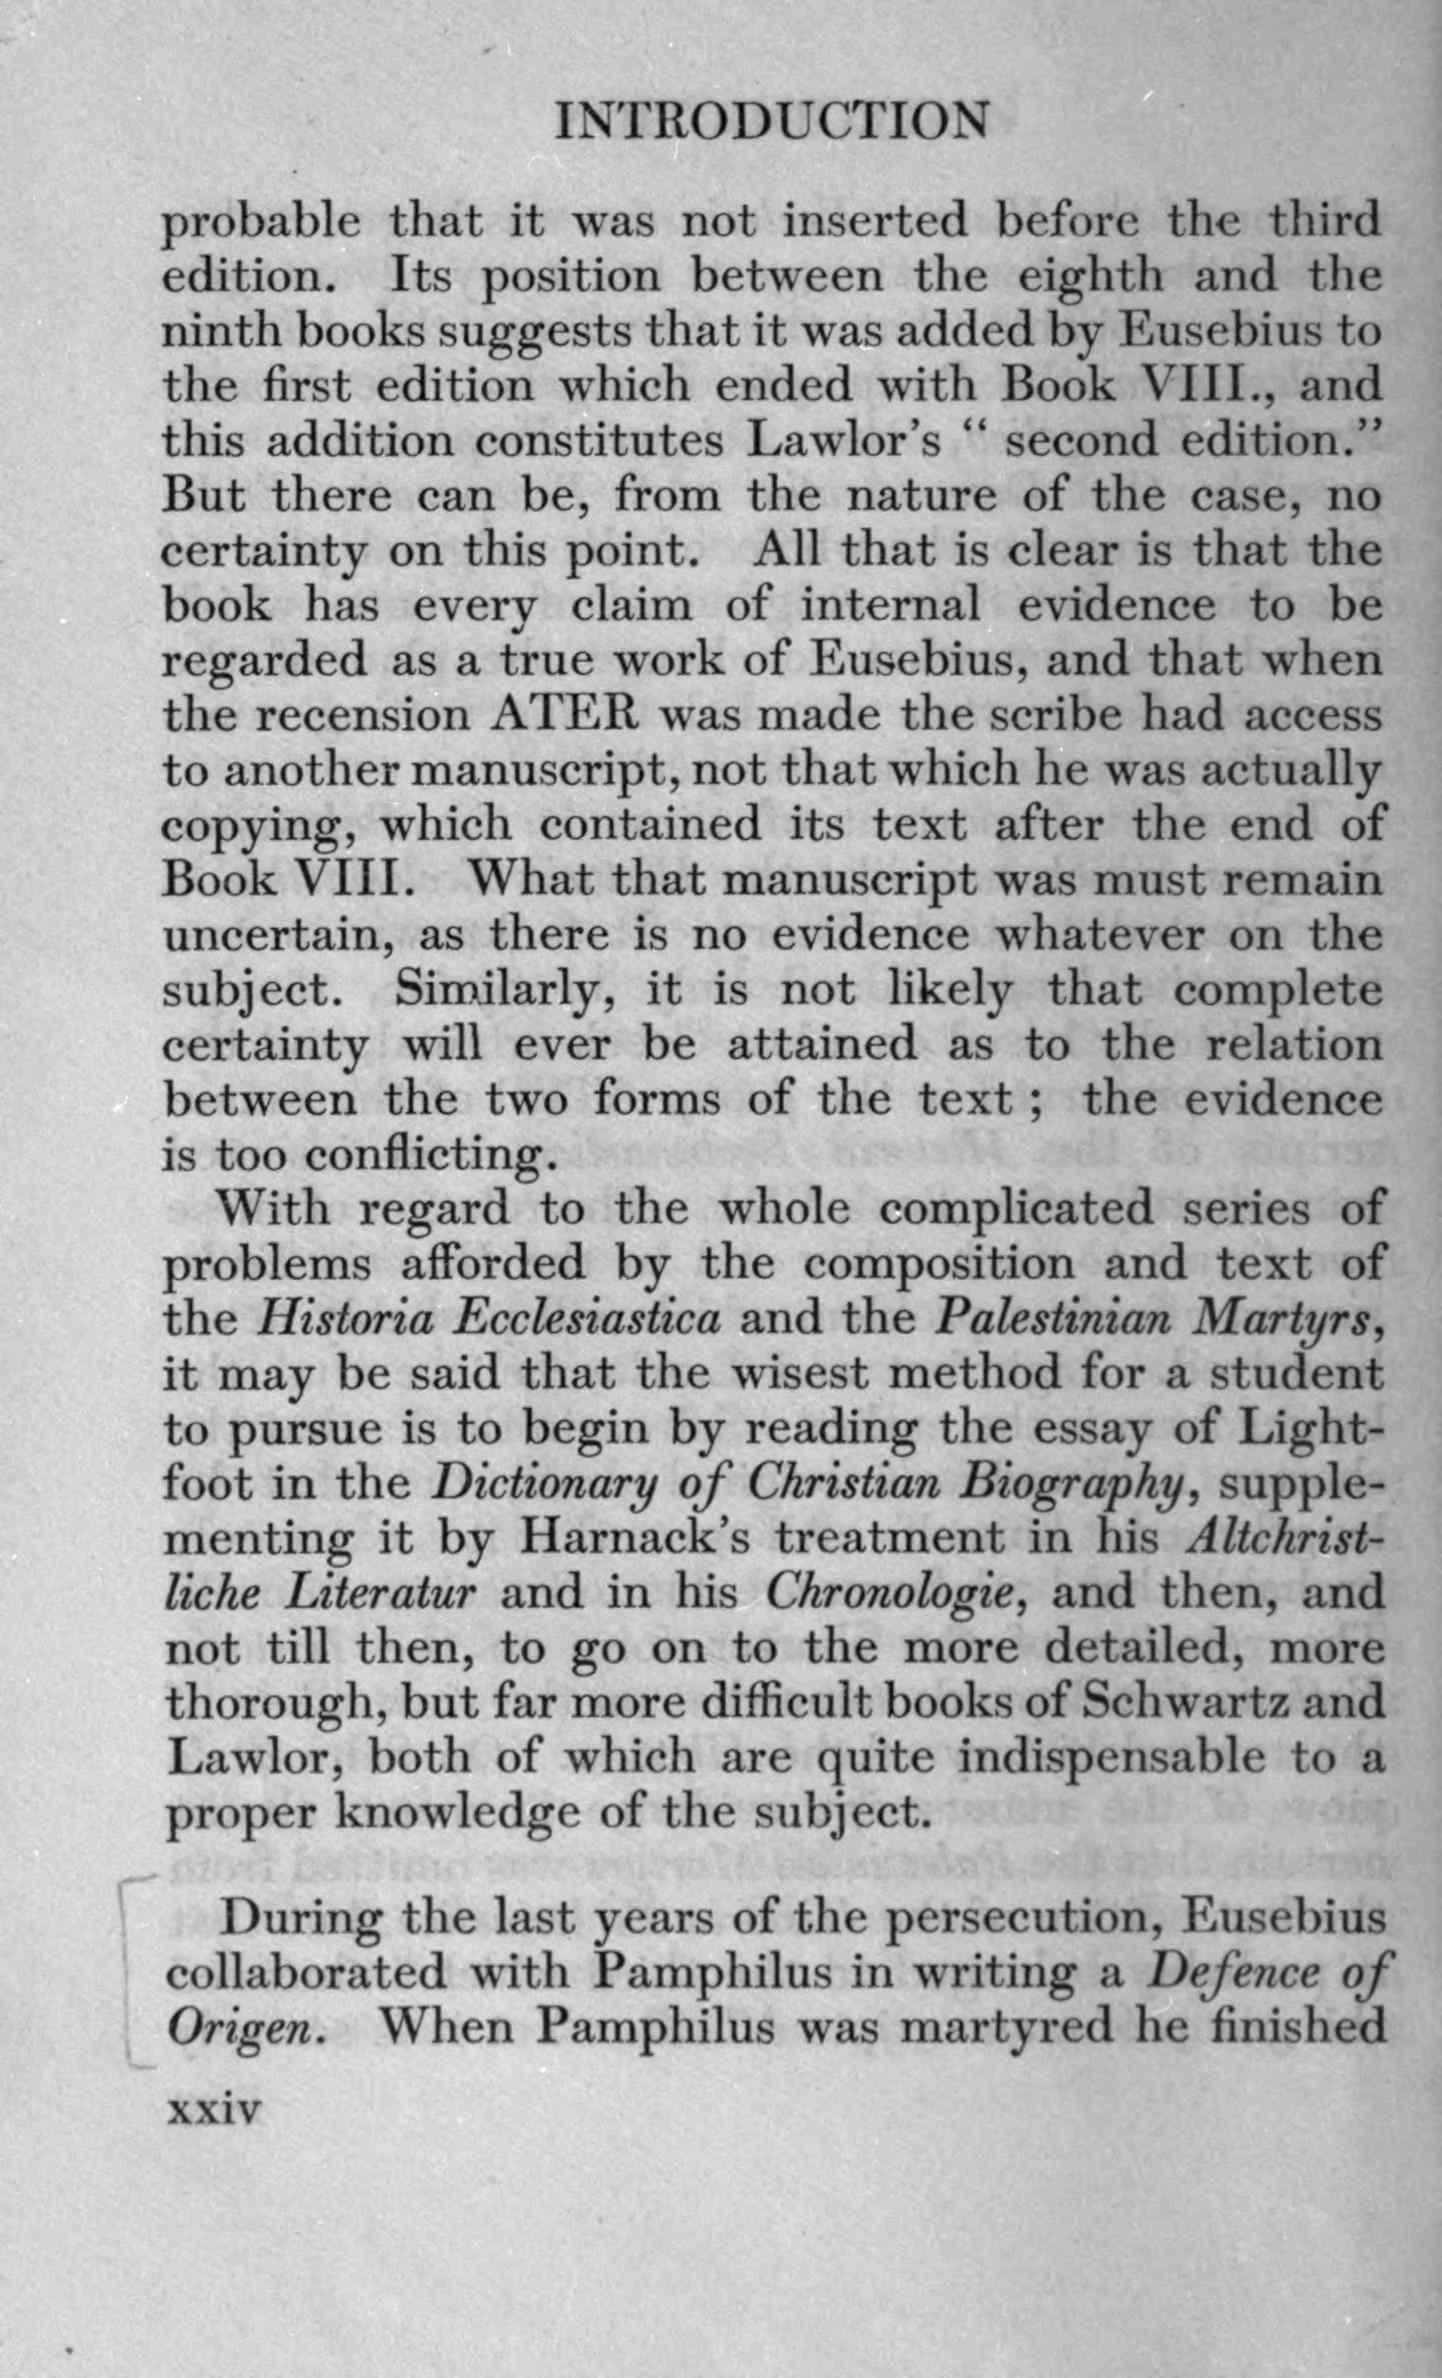 INTRODUCTION
probable that it was not inserted before the third
edition. Its position between the eighth and the
ninth books suggests that it was added by Eusebius to
the first edition which ended with Book VIII., and
this addition constitutes Lawlor's “ second edition.”
But there can be, from the nature of the case, no
certainty on this point. All that is clear is that the
book has every claim of internal evidence to be
regarded as a true work of Eusebius, and that when
the recension ATER was made the scribe had access
to another manuscript, not that which he was actually
copying, which contained its text after the end of
Book VIII. What that manuscript was must remain
uncertain, as there is no evidence whatever on the
subject. Similarly, it is not likely that complete
certainty will ever be attained as to the relation
between the two forms of the text ; the evidence
is too conflicting.
With regard to the whole complicated series of
problems afforded by the composition and text of
the Historia Ecclesiastica and the Palestinian Martyrs,
it may be said that the wisest method for a student
to pursue is to begin by reading the essay of Light-
foot in the Dictionary of Christian Biography, supple-
menting it by Harnack's treatment in his Altchrist-
liche Literatur and in his Chronologie, and then, and
not till then, to go on to the more detailed, more
thorough, but far more difficult books of Schwartz and
Lawlor, both of which are quite indispensable to a
proper knowledge of the subject.
During the last years of the persecution, Eusebius
collaborated with Pamphilus in writing a Defence of
Origen. When Pamphilus was martyred he finished
xxiv